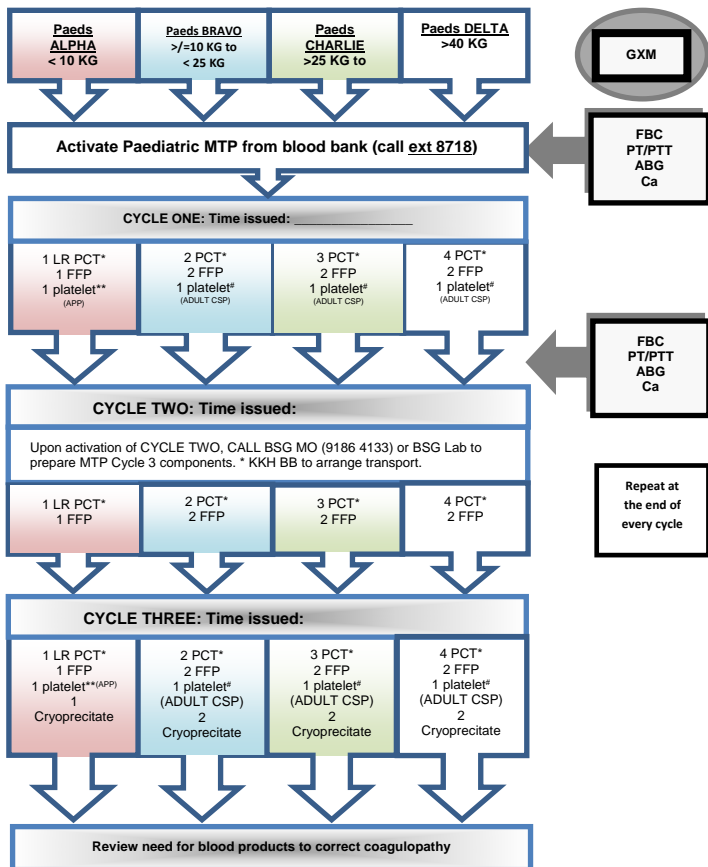 Paeds
ALPHA
< 10 KG
Paeds BRAVO
>/=10 KG to
< 25 KG
Paeds
CHARLIE
>25 KG to
Paeds DELTA
>40 KG
GXM
Activate Paediatric MTP from blood bank (call ext 8718)
FBC
PT/PTT
ABG
Ca
CYCLE ONE: Time issued: ________________
1 LR PCT*
1 FFP
1 platelet**
(APP)
2 PCT*
2 FFP
1 platelet#
(ADULT CSP)
3 PCT*
2 FFP
1 platelet#
(ADULT CSP)
4 PCT*
2 FFP
1 platelet#
(ADULT CSP)
FBC
PT/PTT
ABG
Ca
CYCLE TWO: Time issued:
Upon activation of CYCLE TWO, CALL BSG MO (9186 4133) or BSG Lab to
prepare MTP Cycle 3 components. * KKH BB to arrange transport.
1 LR PCT*
1 FFP
2 PCT*
2 FFP
3 PCT*
2 FFP
4 PCT*
2 FFP
Repeat at
the end of
every cycle
CYCLE THREE: Time issued:
1 LR PCT*
1 FFP
1 platelet**(APP)
1
Cryoprecitate
2 PCT*
2 FFP
1 platelet#
(ADULT CSP)
2
Cryoprecitate
3 PCT*
2 FFP
1 platelet#
(ADULT CSP)
2
Cryoprecitate
4 PCT*
2 FFP
1 platelet#
(ADULT CSP)
2
Cryoprecitate
Review need for blood products to correct coagulopathy